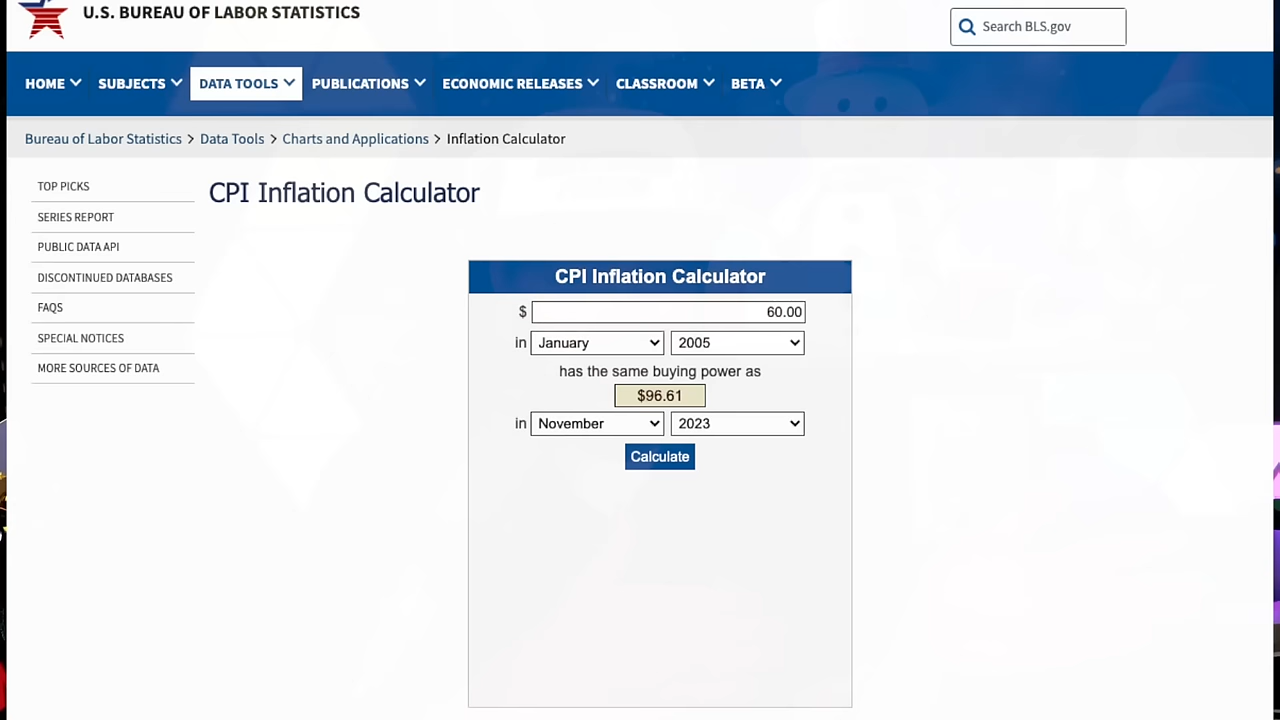 U.S. BUREAU OF LABOR STATISTICS
Search BLS.gov
HOME SUBJECTS DATA TOOLS PUBLICATIONS ECONOMIC RELEASES CLASSROOM BETA
Bureau of Labor Statistics > Data Tools > Charts and Applications > Inflation Calculator
TOP PICKS
SERIES REPORT
PUBLIC DATA API
DISCONTINUED DATABASES
FAQS
SPECIAL NOTICES
MORE SOURCES OF DATA
CPI Inflation Calculator
CPI Inflation Calculator
$ 60.00
in January 2005
has the same buying power as
$96.61
in November 2023
Calculate